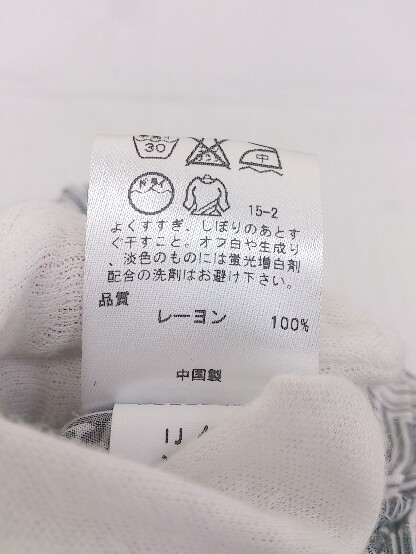 30
中
ドライ
15-2
よくすすぎ、しぼりのあとす
ぐ干すこと。オフ白や生成り
、淡色のものには蛍光増白剤
配合の洗剤はお避け下さい。
品質
レーヨン 100%
中国製